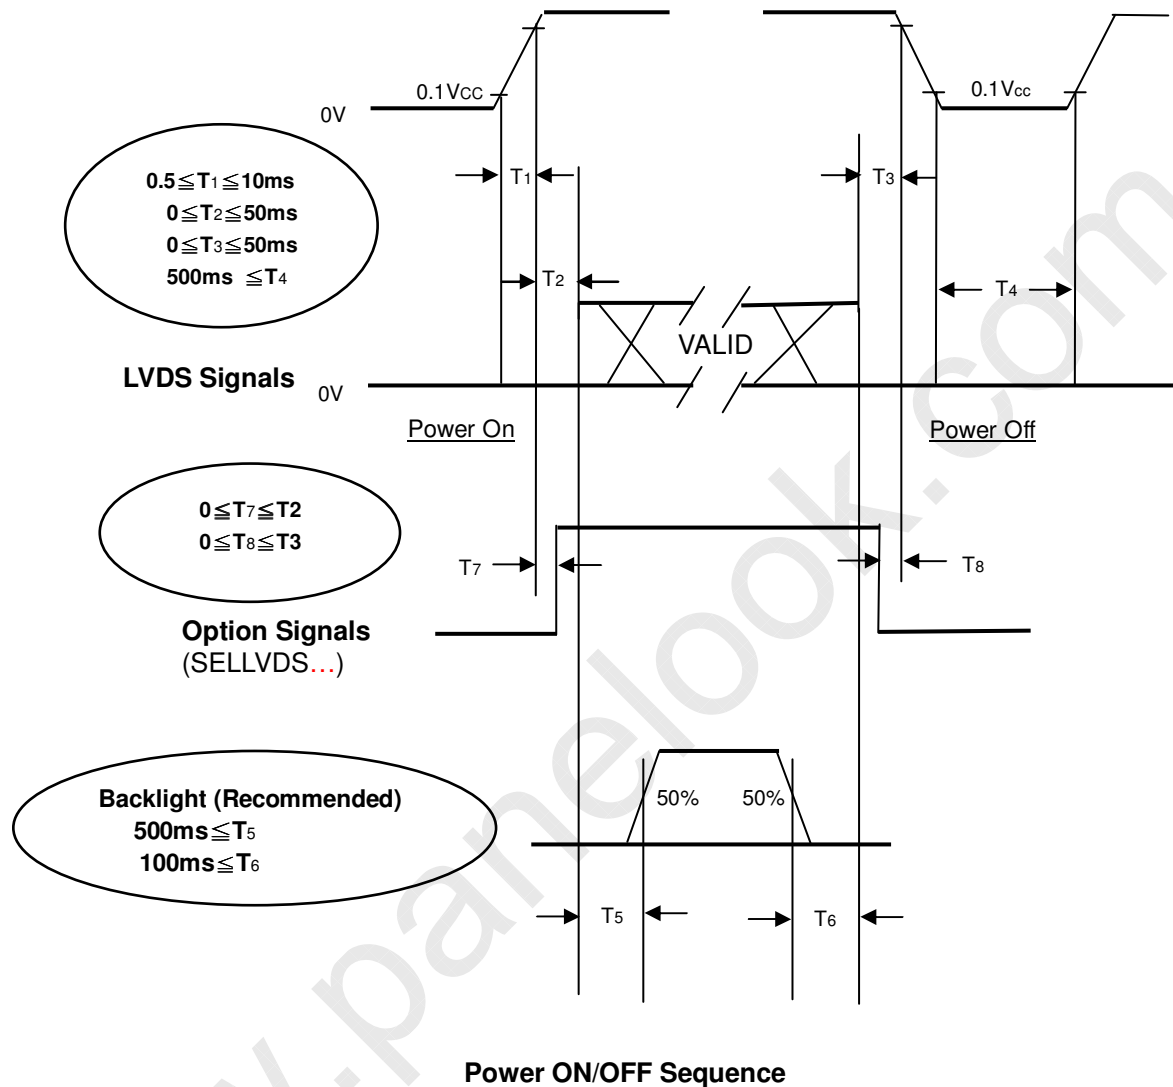 0.1VCC
0.1Vcc
0V
0.5≦T1≦10ms
0≦T2≦50ms
0≦T3≦50ms
500ms ≦T4
T1
T3
T2
T4
VALID
LVDS Signals
0V
Power On
Power Off
0≦T7≦T2
0≦T8≦T3
T7
T8
Option Signals
(SELLVDS...)
Backlight (Recommended)
500ms≦T5
100ms≦T6
50%
50%
T5
T6
Power ON/OFF Sequence
.panelook.com